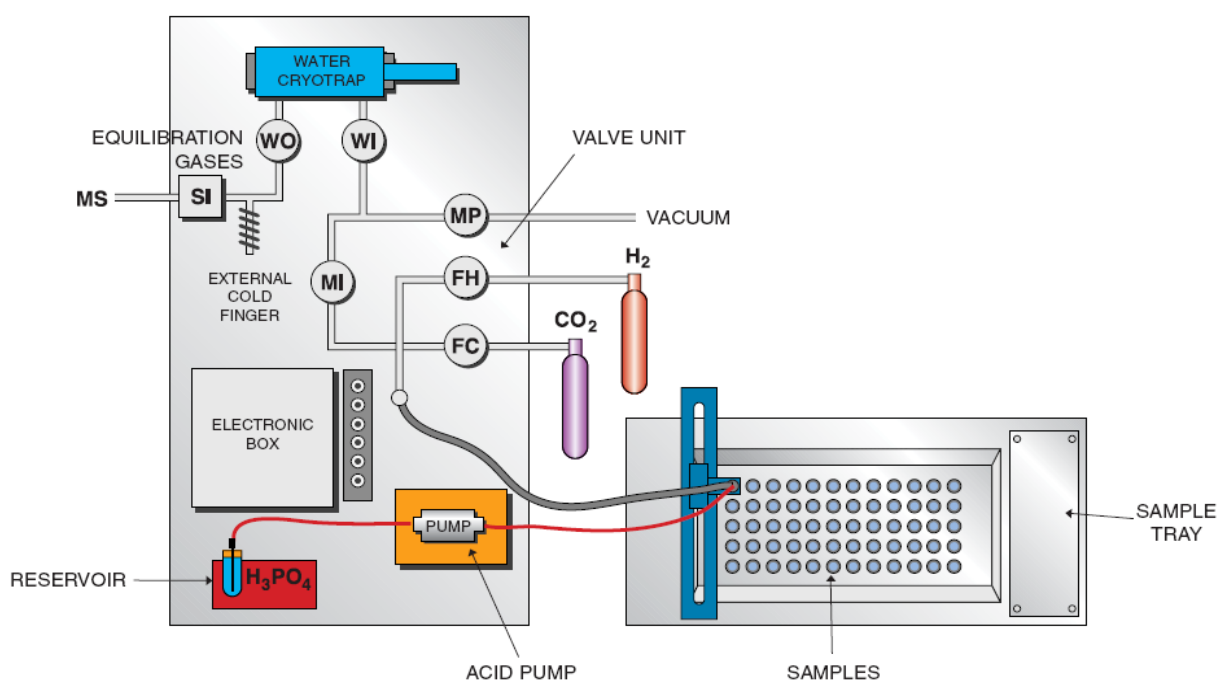 WATER
CRYOTRAP
EQUILIBRATION
GASES
WO
WI
VALVE UNIT
MS
SI
MP
VACUUM
EXTERNAL
COLD
FINGER
MI
FH
H₂
FC
CO₂
ELECTRONIC
BOX
PUMP
SAMPLE
TRAY
RESERVOIR
H₃PO₄
ACID PUMP
SAMPLES